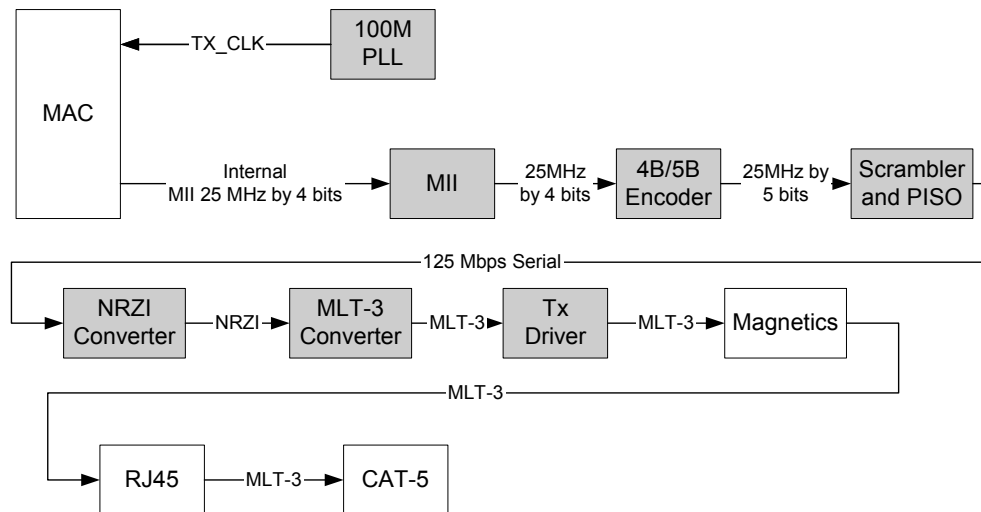 100M
PLL
TX_CLK
MAC
Internal
MII 25 MHz by 4 bits
MII
25MHz
by 4 bits
4B/5B
Encoder
25MHz by
5 bits
Scrambler
and PISO
125 Mbps Serial
NRZI
Converter
NRZI
MLT-3
Converter
MLT-3
Tx
Driver
MLT-3
Magnetics
MLT-3
RJ45
MLT-3
CAT-5